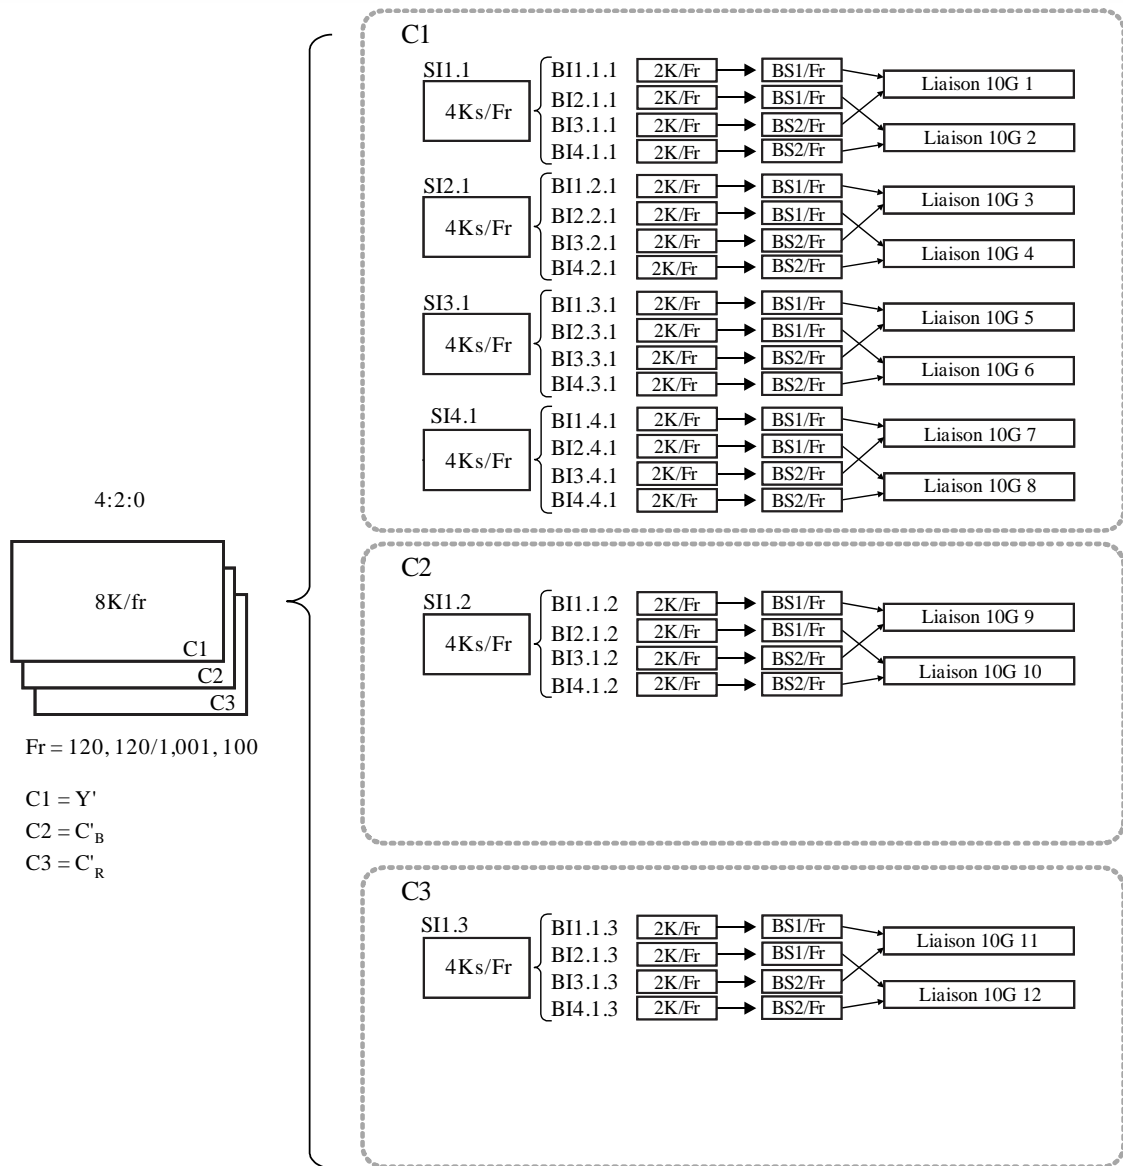 4:2:0
8K/fr
C1
C2
C3
Fr = 120, 120/1,001, 100
C1 = Y'
C2 = C'B
C3 = C'R
C1
SI1.1
4Ks/Fr
BI1.1.1 2K/Fr BS1/Fr
BI2.1.1 2K/Fr BS1/Fr
BI3.1.1 2K/Fr BS2/Fr
BI4.1.1 2K/Fr BS2/Fr
Liaison 10G 1
Liaison 10G 2
SI2.1
4Ks/Fr
BI1.2.1 2K/Fr BS1/Fr
BI2.2.1 2K/Fr BS1/Fr
BI3.2.1 2K/Fr BS2/Fr
BI4.2.1 2K/Fr BS2/Fr
Liaison 10G 3
Liaison 10G 4
SI3.1
4Ks/Fr
BI1.3.1 2K/Fr BS1/Fr
BI2.3.1 2K/Fr BS1/Fr
BI3.3.1 2K/Fr BS2/Fr
BI4.3.1 2K/Fr BS2/Fr
Liaison 10G 5
Liaison 10G 6
SI4.1
4Ks/Fr
BI1.4.1 2K/Fr BS1/Fr
BI2.4.1 2K/Fr BS1/Fr
BI3.4.1 2K/Fr BS2/Fr
BI4.4.1 2K/Fr BS2/Fr
Liaison 10G 7
Liaison 10G 8
C2
SI1.2
4Ks/Fr
BI1.1.2 2K/Fr BS1/Fr
BI2.1.2 2K/Fr BS1/Fr
BI3.1.2 2K/Fr BS2/Fr
BI4.1.2 2K/Fr BS2/Fr
Liaison 10G 9
Liaison 10G 10
C3
SI1.3
4Ks/Fr
BI1.1.3 2K/Fr BS1/Fr
BI2.1.3 2K/Fr BS1/Fr
BI3.1.3 2K/Fr BS2/Fr
BI4.1.3 2K/Fr BS2/Fr
Liaison 10G 11
Liaison 10G 12